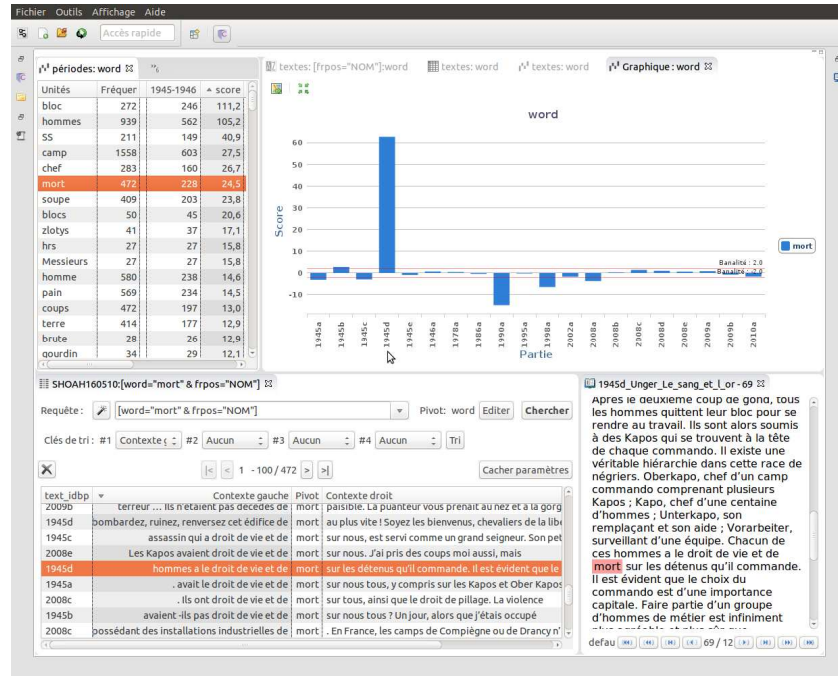 Fichier Outils Affichage Aide
Accès rapide
périodes: word
Unités Fréquer 1945-1946 score
bloc 272 246 111,2
hommes 939 562 105,2
SS 211 149 40,9
camp 1558 603 27,5
chef 283 160 26,7
mort 472 228 24,5
soupe 409 203 23,8
blocs 50 45 20,6
zlotys 41 37 17,1
hrs 27 27 15,8
Messieurs 27 27 15,8
homme 580 238 14,6
pain 569 234 14,5
coups 472 197 13,0
terre 414 177 12,9
brute 28 26 12,9
gourdin 34 29 12,1
textes: [frpos="NOM"]:word textes: word textes: word Graphique: word
word
Score
60
50
40
30
20
10
0
-10
Banalité : 2.0
Banalité : -2.0
mort
1945a 1945b 1945c 1945d 1945e 1946a 1978a 1986a 1990a 1995a 1998a 2002a 2008a 2008b 2008c 2008d 2008e 2009a 2009b 2010a
Partie
SHOAH160510:[word="mort" & frpos="NOM"]
Requête: [word="mort" & frpos="NOM"] Pivot: word Editer Chercher
Clés de tri: #1 Contexte #2 Aucun #3 Aucun #4 Aucun Tri
|< < 1 - 100 / 472 > >| Cacher paramètres
text_idbp Contexte gauche Pivot Contexte droit
2009b terreur ... Ils n'étaient pas décédés de mort paisible. La puanteur vous prenait au nez et à la gorg
1945d bombardez, ruinez, renversez cet édifice de mort au plus vite ! Soyez les bienvenus, chevaliers de la libe
1945c assassin qui a droit de vie et de mort sur nous, est servi comme un grand seigneur. Son pet
2008e Les Kapos avaient droit de vie et de mort sur nous. J'ai pris des coups moi aussi, mais
1945d hommes a le droit de vie et de mort sur les détenus qu'il commande. Il est évident que le
1945a . avait le droit de vie et de mort sur nous tous, y compris sur les Kapos et Ober Kapos
2008c . Ils ont droit de vie et de mort sur tous, ainsi que le droit de pillage. La violence
1945b avaient -ils pas droit de vie et de mort sur nous tous ? Un jour, alors que j'étais occupé
2008c possédant des installations industrielles de mort . En France, les camps de Compiègne ou de Drancy n'
1945d_Unger_Le_sang_et_l_or - 69
Après le deuxième coup de gond, tous
les hommes quittent leur bloc pour se
rendre au travail. Ils sont alors soumis
à des Kapos qui se trouvent à la tête
de chaque commando. Il existe une
véritable hiérarchie dans cette race de
négriers. Oberkapo, chef d'un camp
commando comprenant plusieurs
Kapos ; Kapo, chef d'une centaine
d'hommes ; Unterkapo, son
remplaçant et son aide ; Vorarbeiter,
surveillant d'une équipe. Chacun de
ces hommes a le droit de vie et de
mort sur les détenus qu'il commande.
Il est évident que le choix du
commando est d'une importance
capitale. Faire partie d'un groupe
d'hommes de métier est infiniment
defau 69 / 12